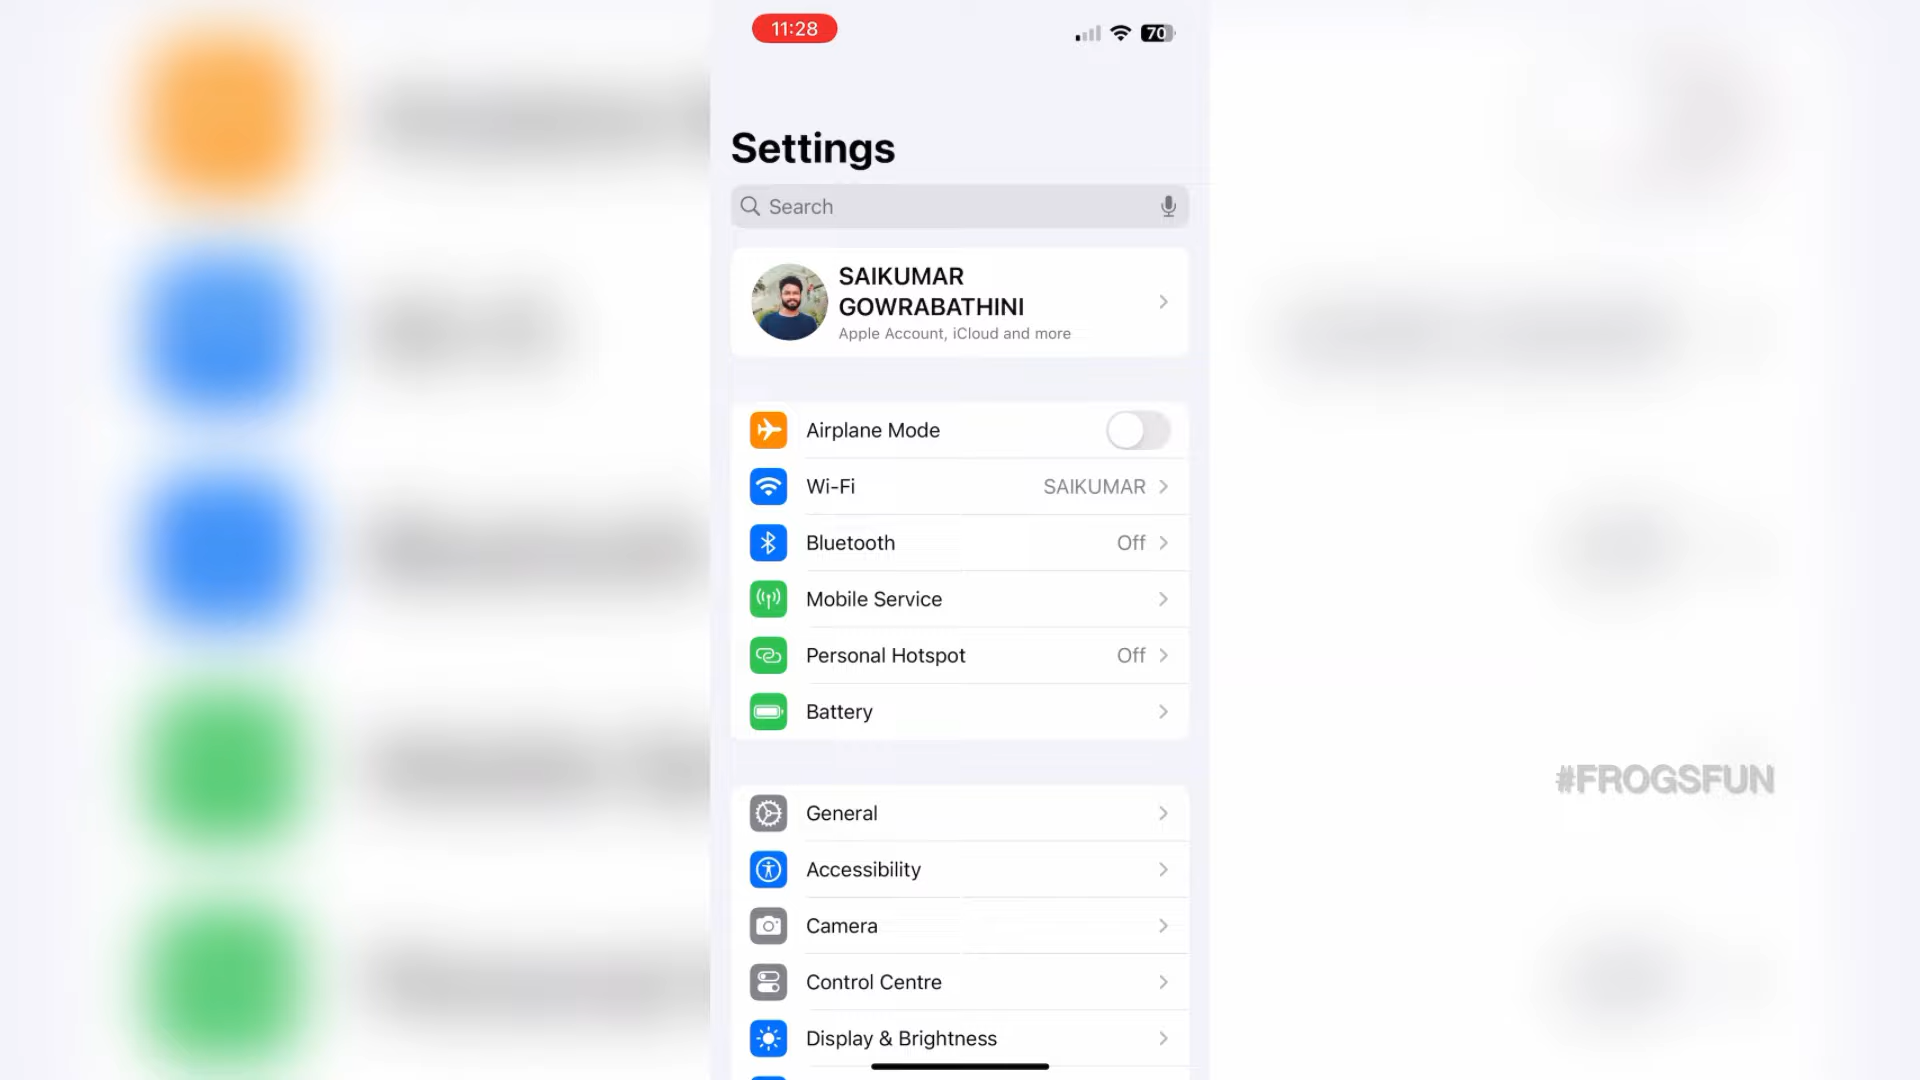 11:28
70
Settings
Search
SAIKUMAR
GOWRABATHINI
Apple Account, iCloud and more
Airplane Mode
Wi-Fi SAIKUMAR
Bluetooth Off
Mobile Service
Personal Hotspot Off
Battery
#FROGSFUN
General
Accessibility
Camera
Control Centre
Display & Brightness